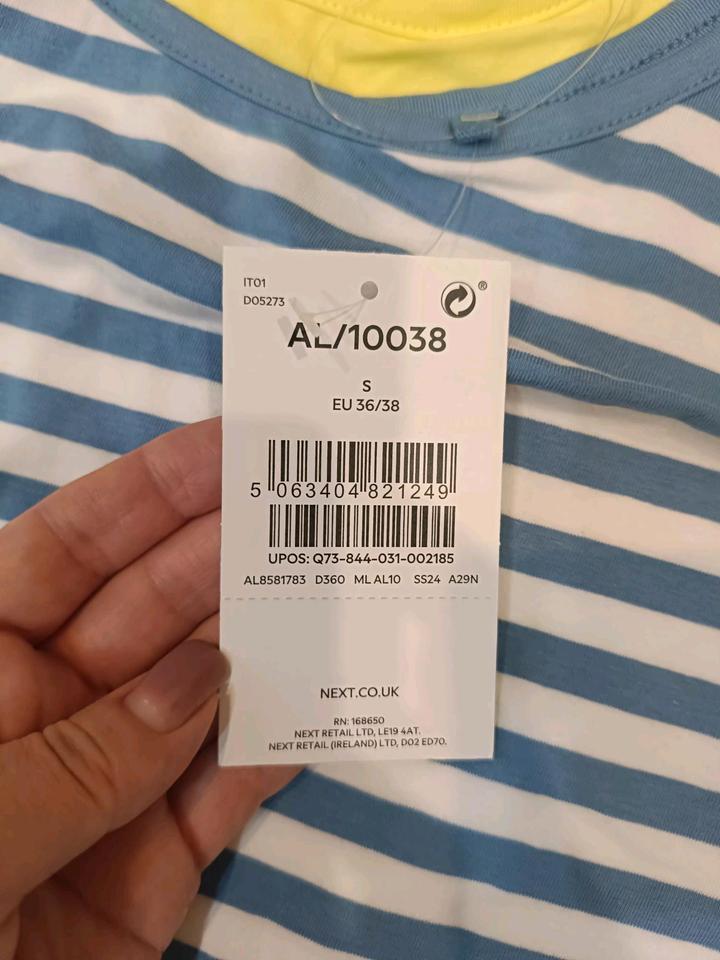 IT01
D05273
®
AL/10038
S
EU 36/38
5 063404 821249
UPOS: Q73-844-031-002185
AL8581783 D360 ML AL10 SS24 A29N
NEXT.CO.UK
RN: 168650
NEXT RETAIL LTD, LE19 4AT.
NEXT RETAIL (IRELAND) LTD, D02 ED70.